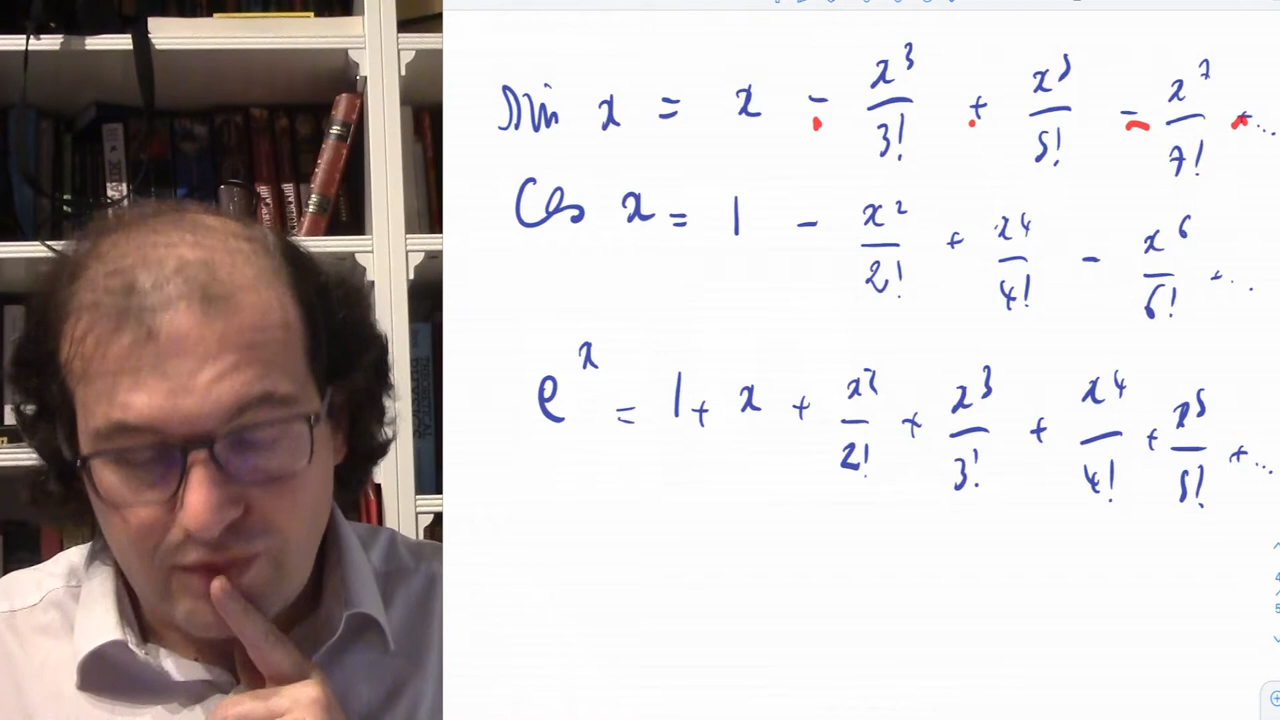 sin x = x - x³/3! + x⁵/5! - x⁷/7! + ...
Cos x = 1 - x²/2! + x⁴/4! - x⁶/6! + ...
eˣ = 1 + x + x²/2! + x³/3! + x⁴/4! + x⁵/5! + ...